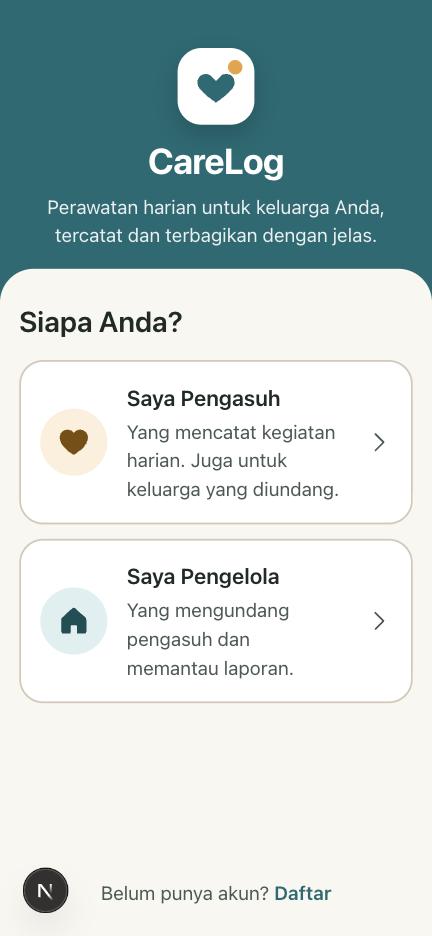 CareLog
Perawatan harian untuk keluarga Anda,
tercatat dan terbagikan dengan jelas.
Siapa Anda?
Saya Pengasuh
Yang mencatat kegiatan
harian. Juga untuk
keluarga yang diundang.
Saya Pengelola
Yang mengundang
pengasuh dan
memantau laporan.
N
Belum punya akun? Daftar